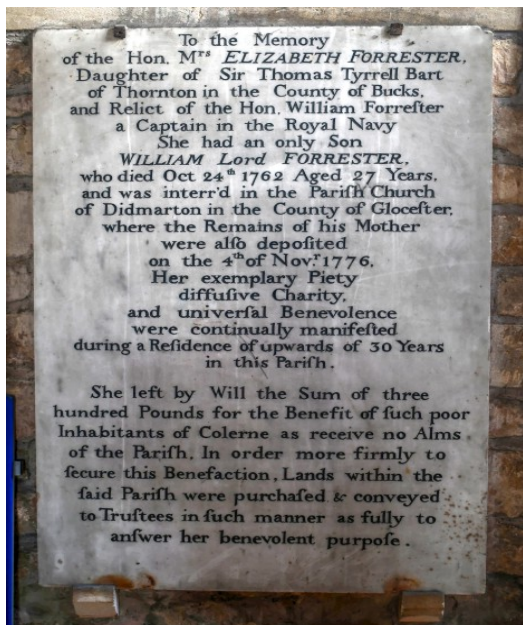 To the Memory
of the Hon. Mrs ELIZABETH FORRESTER,
Daughter of Sir Thomas Tyrrell Bart
of Thornton in the County of Bucks,
and Relict of the Hon. William Forreſter
a Captain in the Royal Navy
She had an only Son
WILLIAM Lord FORRESTER,
who died Oct 24th 1762 Aged 27 Years,
and was interr'd in the Pariſh Church
of Didmarton in the County of Gloceſter,
where the Remains of his Mother
were alſo depoſited
on the 4th of Novr. 1776.
Her exemplary Piety
diffuſive Charity,
and univerſal Benevolence
were continually manifeſted
during a Reſidence of upwards of 30 Years
in this Pariſh.
She left by Will the Sum of three
hundred Pounds for the Benefit of ſuch poor
Inhabitants of Colerne as receive no Alms
of the Pariſh. In order more firmly to
ſecure this Benefaction, Lands within the
ſaid Pariſh were purchaſed & conveyed
to Truſtees in ſuch manner as fully to
anſwer her benevolent purpoſe.